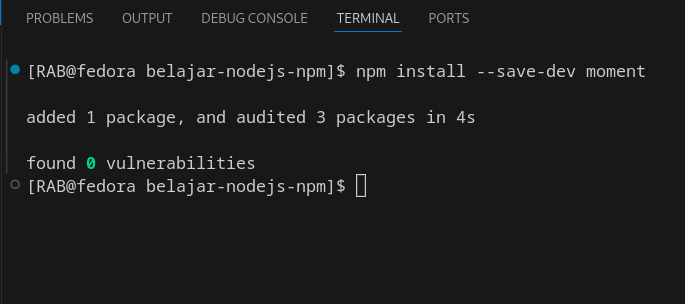 PROBLEMS OUTPUT DEBUG CONSOLE TERMINAL PORTS
[RAB@fedora belajar-nodejs-npm]$ npm install --save-dev moment
added 1 package, and audited 3 packages in 4s
found 0 vulnerabilities
[RAB@fedora belajar-nodejs-npm]$